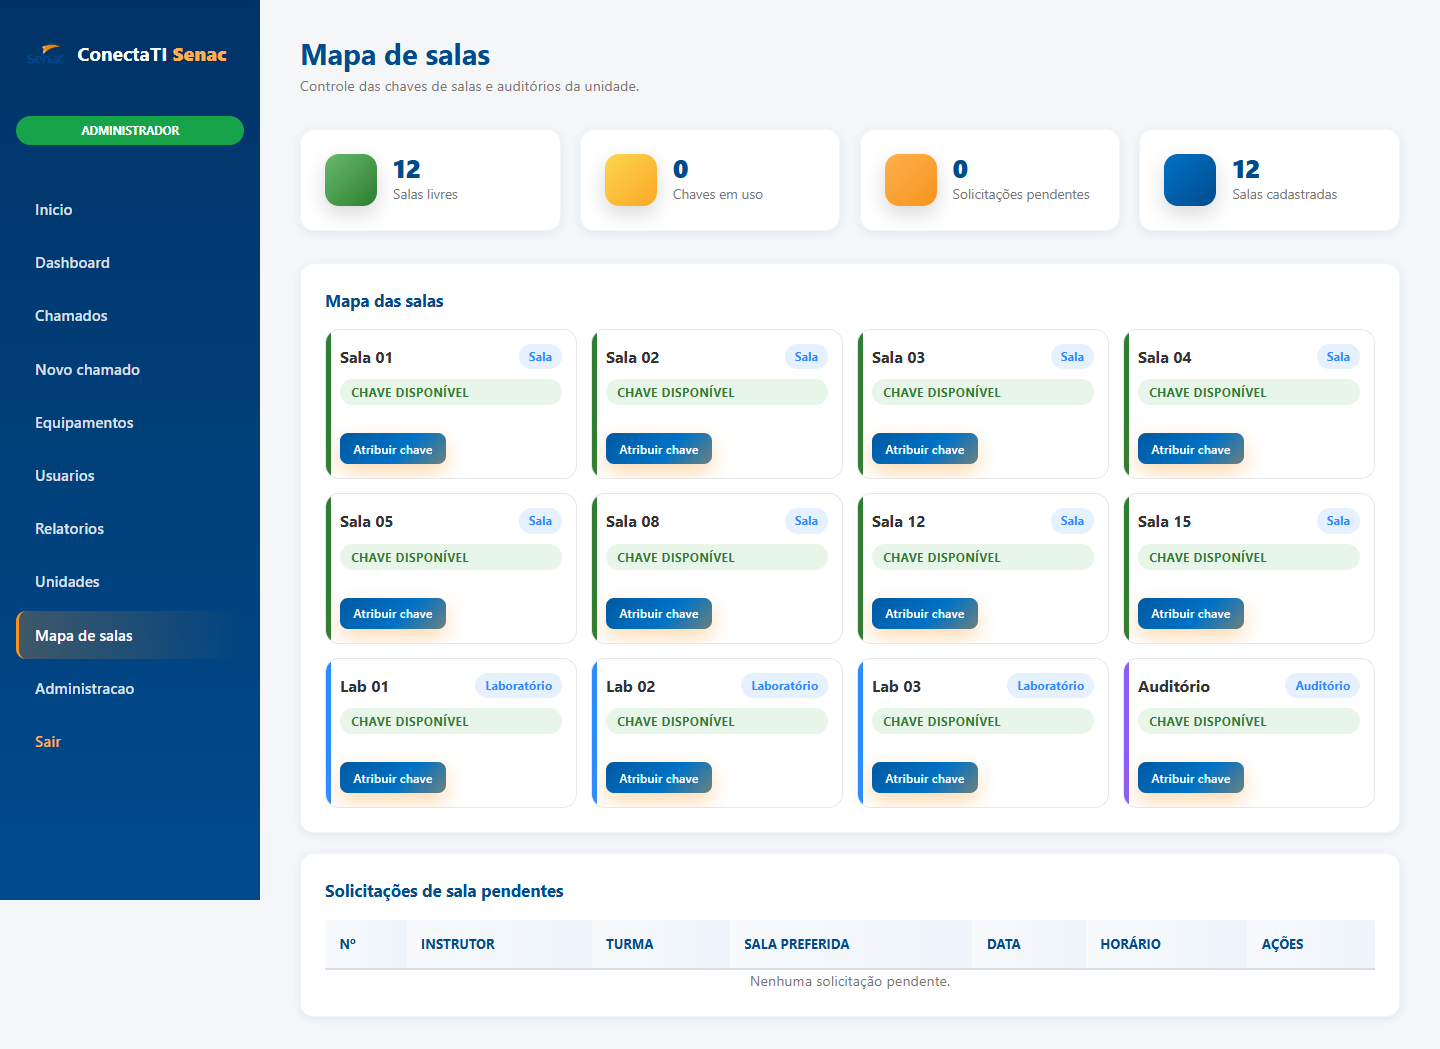 Senac
ConectaTI Senac
ADMINISTRADOR
Inicio
Dashboard
Chamados
Novo chamado
Equipamentos
Usuarios
Relatorios
Unidades
Mapa de salas
Administracao
Sair
Mapa de salas
Controle das chaves de salas e auditórios da unidade.
12
Salas livres
0
Chaves em uso
0
Solicitações pendentes
12
Salas cadastradas
Mapa das salas
Sala 01 Sala
CHAVE DISPONÍVEL
Atribuir chave
Sala 02 Sala
CHAVE DISPONÍVEL
Atribuir chave
Sala 03 Sala
CHAVE DISPONÍVEL
Atribuir chave
Sala 04 Sala
CHAVE DISPONÍVEL
Atribuir chave
Sala 05 Sala
CHAVE DISPONÍVEL
Atribuir chave
Sala 08 Sala
CHAVE DISPONÍVEL
Atribuir chave
Sala 12 Sala
CHAVE DISPONÍVEL
Atribuir chave
Sala 15 Sala
CHAVE DISPONÍVEL
Atribuir chave
Lab 01 Laboratório
CHAVE DISPONÍVEL
Atribuir chave
Lab 02 Laboratório
CHAVE DISPONÍVEL
Atribuir chave
Lab 03 Laboratório
CHAVE DISPONÍVEL
Atribuir chave
Auditório Auditório
CHAVE DISPONÍVEL
Atribuir chave
Solicitações de sala pendentes
Nº INSTRUTOR TURMA SALA PREFERIDA DATA HORÁRIO AÇÕES
Nenhuma solicitação pendente.